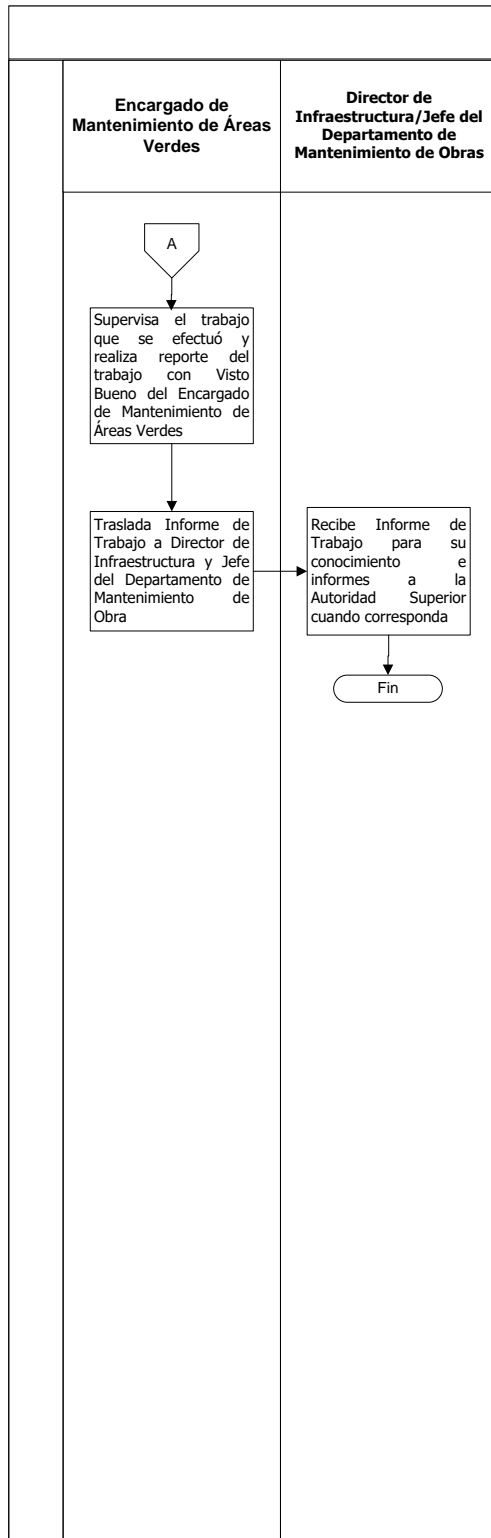 Encargado de
Mantenimiento de Áreas
Verdes
Director de
Infraestructura/Jefe del
Departamento de
Mantenimiento de Obras
A
Supervisa el trabajo
que se efectuó y
realiza reporte del
trabajo con Visto
Bueno del Encargado
de Mantenimiento de
Áreas Verdes
Traslada Informe de
Trabajo a Director de
Infraestructura y Jefe
del Departamento de
Mantenimiento de
Obra
Recibe Informe de
Trabajo para su
conocimiento e
informes a la
Autoridad Superior
cuando corresponda
Fin